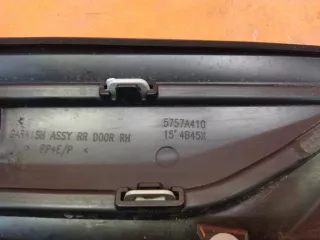 GARNISH ASSY RR DOOR RH
> PP+E/P <
5757A410
15' 4B45X